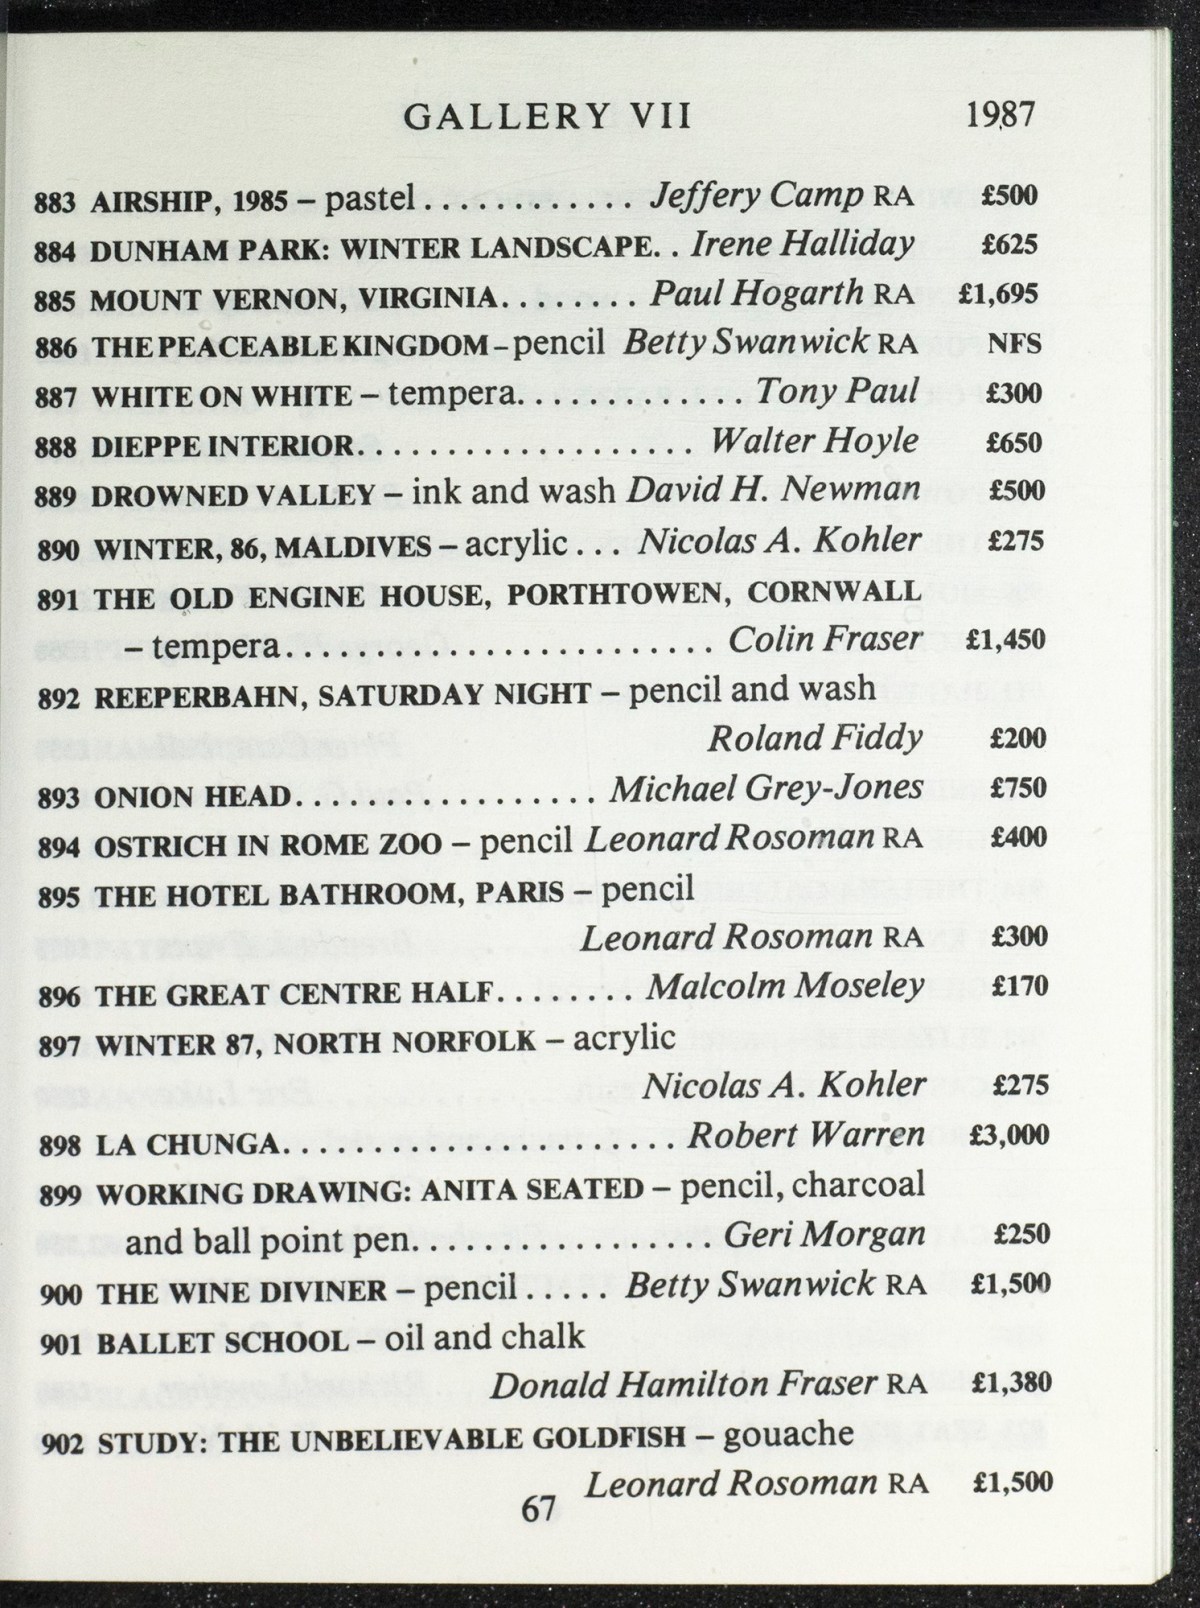 GALLERY VII 1987
883 AIRSHIP, 1985 – pastel . . . . . . . . . . . . Jeffery Camp RA £500
884 DUNHAM PARK: WINTER LANDSCAPE. . Irene Halliday £625
885 MOUNT VERNON, VIRGINIA. . . . . . . . Paul Hogarth RA £1,695
886 THE PEACEABLE KINGDOM – pencil Betty Swanwick RA NFS
887 WHITE ON WHITE – tempera. . . . . . . . . . . . . Tony Paul £300
888 DIEPPE INTERIOR. . . . . . . . . . . . . . . . . . . Walter Hoyle £650
889 DROWNED VALLEY – ink and wash David H. Newman £500
890 WINTER, 86, MALDIVES – acrylic . . . Nicolas A. Kohler £275
891 THE OLD ENGINE HOUSE, PORTHTOWEN, CORNWALL
– tempera. . . . . . . . . . . . . . . . . . . . . . . . Colin Fraser £1,450
892 REEPERBAHN, SATURDAY NIGHT – pencil and wash
Roland Fiddy £200
893 ONION HEAD. . . . . . . . . . . . . . . . . Michael Grey-Jones £750
894 OSTRICH IN ROME ZOO – pencil Leonard Rosoman RA £400
895 THE HOTEL BATHROOM, PARIS – pencil
Leonard Rosoman RA £300
896 THE GREAT CENTRE HALF. . . . . . . . Malcolm Moseley £170
897 WINTER 87, NORTH NORFOLK – acrylic
Nicolas A. Kohler £275
898 LA CHUNGA. . . . . . . . . . . . . . . . . . . . . . Robert Warren £3,000
899 WORKING DRAWING: ANITA SEATED – pencil, charcoal
and ball point pen. . . . . . . . . . . . . . . . . Geri Morgan £250
900 THE WINE DIVINER – pencil . . . . . Betty Swanwick RA £1,500
901 BALLET SCHOOL – oil and chalk
Donald Hamilton Fraser RA £1,380
902 STUDY: THE UNBELIEVABLE GOLDFISH – gouache
Leonard Rosoman RA £1,500
67